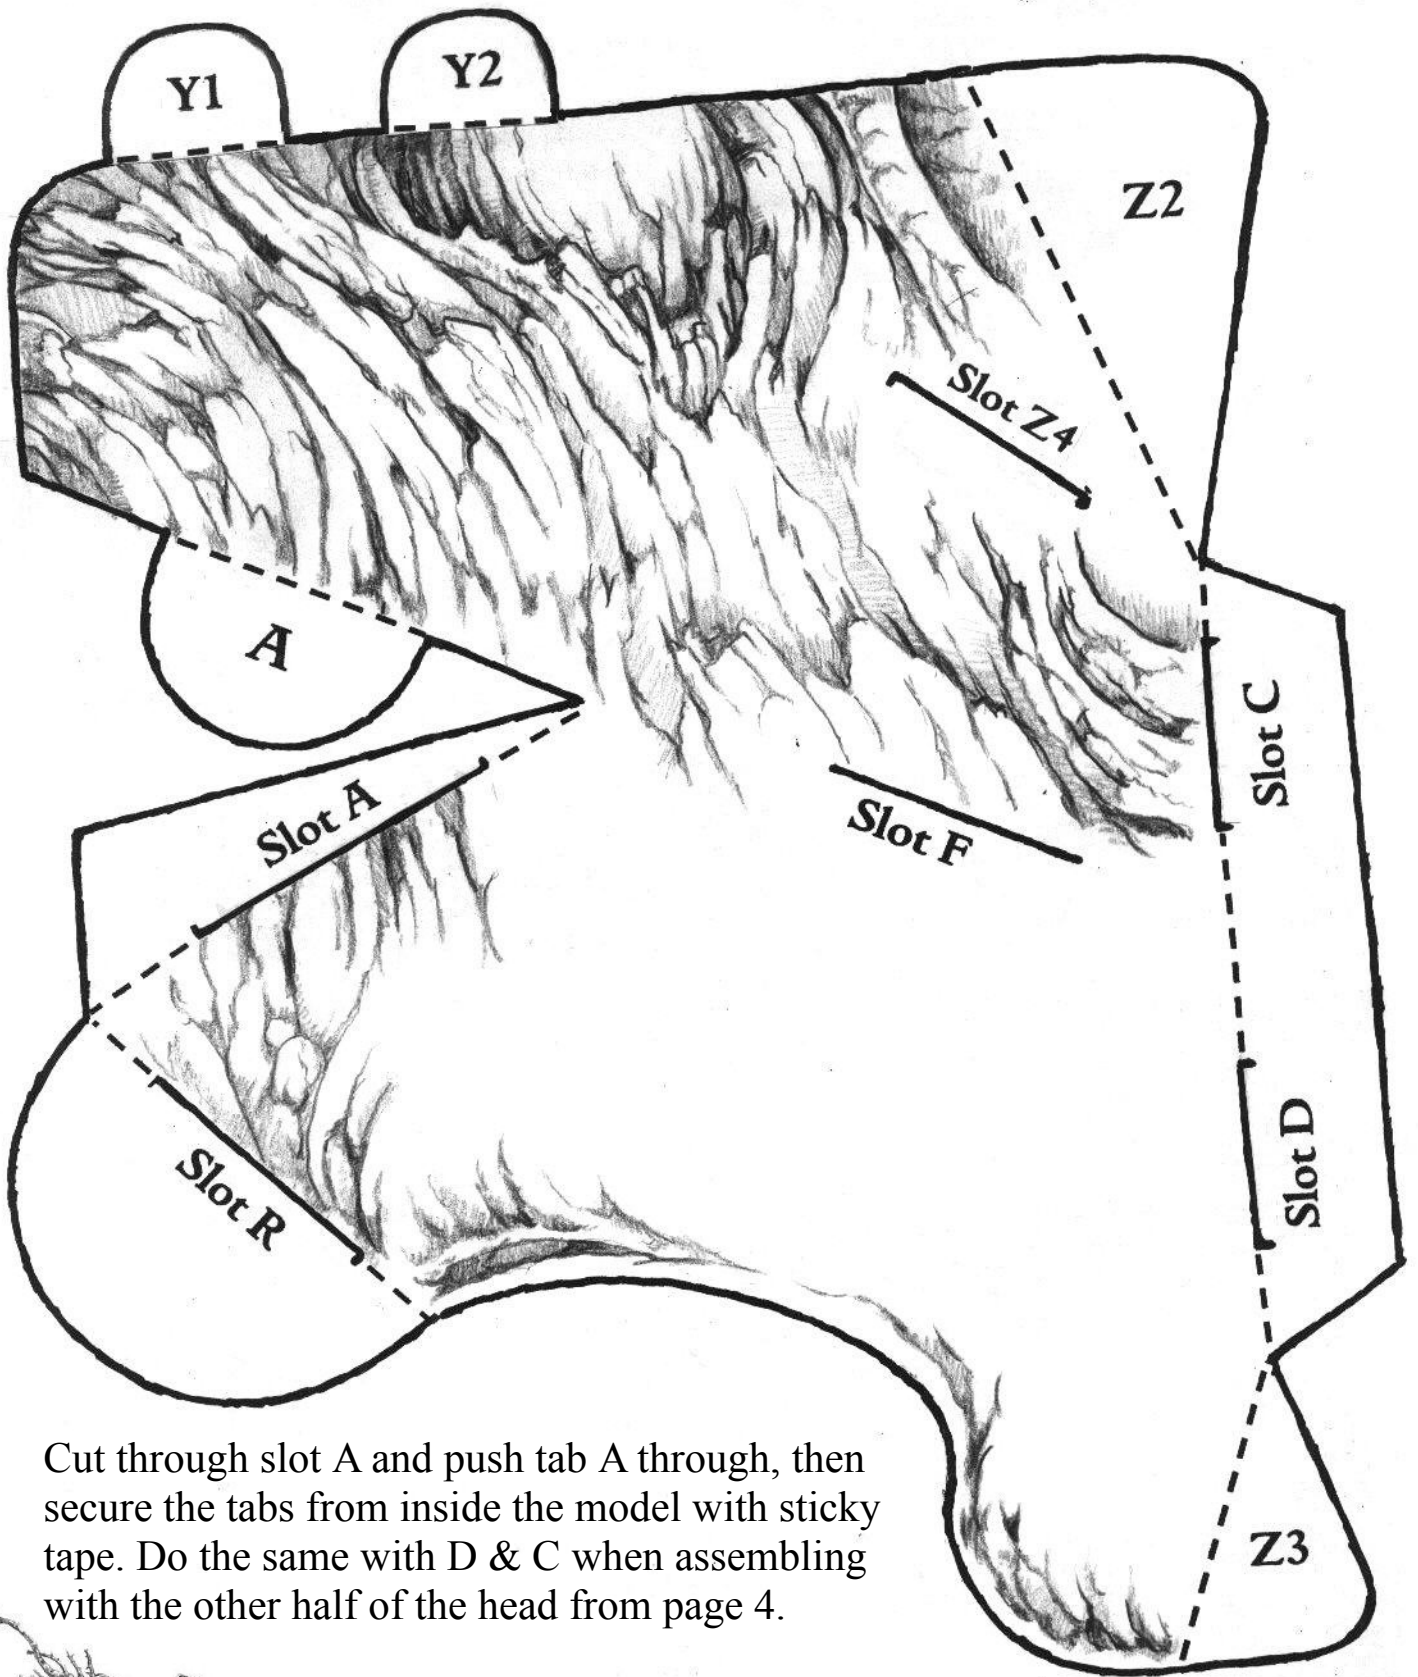 Y1
Y2
Z2
Slot Z4
A
Slot C
Slot A
Slot F
Slot R
Slot D
Cut through slot A and push tab A through, then
secure the tabs from inside the model with sticky
tape. Do the same with D & C when assembling
with the other half of the head from page 4.
Z3